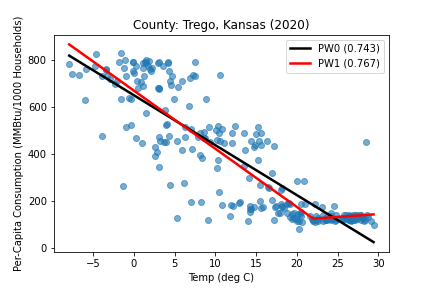 County: Trego, Kansas (2020)
PW0 (0.743)
PW1 (0.767)
Per-Capita Consumption (MMBtu/1000 Households)
800
600
400
200
0
−5
0
5
10
15
20
25
30
Temp (deg C)